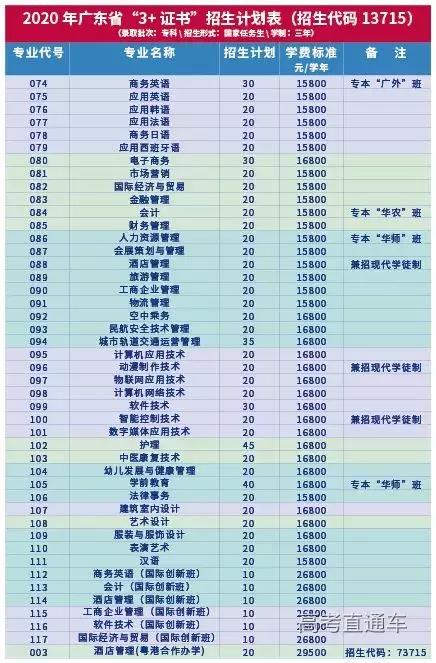 2020 年广东省“3+ 证书”招生计划表（招生代码 13715）
（录取批次：专科 \ 招生形式：国家任务生 \ 学制：三年）
专业代号 专业名称 招生计划 学费标准 元/学年 备 注
074 商务英语 30 15800 专本“广外”班
075 应用英语 20 15800
076 应用韩语 20 15800
077 应用法语 20 15800
078 商务日语 20 15800
079 应用西班牙语 20 15800
080 电子商务 30 16800
081 市场营销 20 15800
082 国际经济与贸易 20 15800
083 金融管理 20 15800
084 会计 20 15800 专本“华农”班
085 财务管理 20 15800
086 人力资源管理 20 15800 专本“华师”班
087 会展策划与管理 20 15800
088 酒店管理 20 15800 兼招现代学徒制
089 旅游管理 20 15800
090 工商企业管理 20 15800
091 物流管理 20 15800
092 空中乘务 20 16800
093 民航安全技术管理 20 16800
094 城市轨道交通运营管理 35 16800
095 计算机应用技术 20 16800
096 动漫制作技术 20 16800 兼招现代学徒制
097 物联网应用技术 20 16800
098 计算机网络技术 20 16800
099 软件技术 30 16800
100 智能控制技术 20 16800 兼招现代学徒制
101 数字媒体应用技术 20 16800
102 护理 45 16800
103 中医康复技术 20 16800
104 幼儿发展与健康管理 20 16800
105 学前教育 40 16800 专本“华师”班
106 法律事务 20 15800
107 建筑室内设计 20 16800
108 艺术设计 20 16800
109 服装与服饰设计 20 16800
110 表演艺术 20 16800
111 汉语 20 15800
112 商务英语（国际创新班） 10 26800
113 会计（国际创新班） 10 26800
114 酒店管理（国际创新班） 10 26800
115 工商企业管理（国际创新班） 10 26800
116 软件技术（国际创新班） 10 26800
117 国际经济与贸易（国际创新班） 10 26800
003 酒店管理(粤港合作办学) 20 29500 招生代码：73715
高考直通车